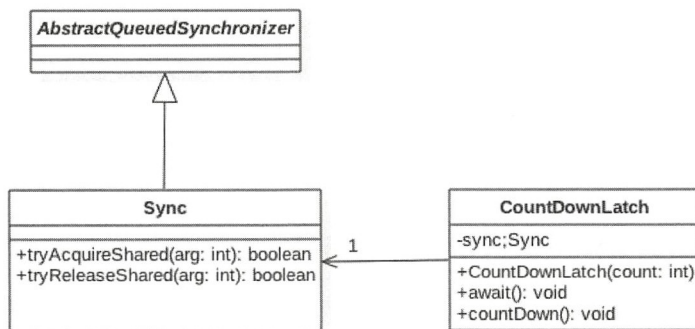 AbstractQueuedSynchronizer
Sync
+tryAcquireShared(arg: int): boolean
+tryReleaseShared(arg: int): boolean
1
CountDownLatch
-sync;Sync
+CountDownLatch(count: int)
+await(): void
+countDown(): void